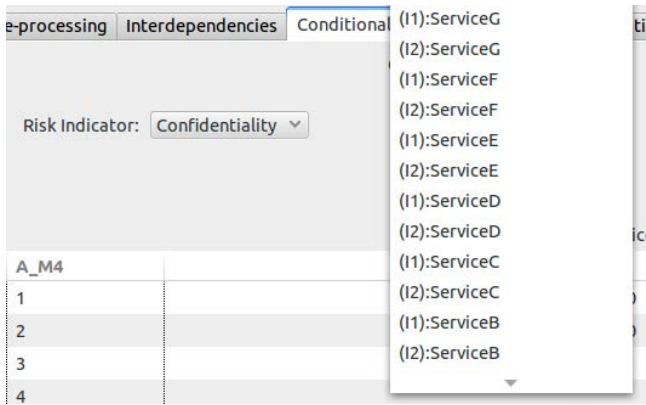 e-processing Interdependencies Conditional
Risk Indicator: Confidentiality
(I1):ServiceG
(I2):ServiceG
(I1):ServiceF
(I2):ServiceF
(I1):ServiceE
(I2):ServiceE
(I1):ServiceD
(I2):ServiceD
(I1):ServiceC
(I2):ServiceC
(I1):ServiceB
(I2):ServiceB
A_M4
1
2
3
4